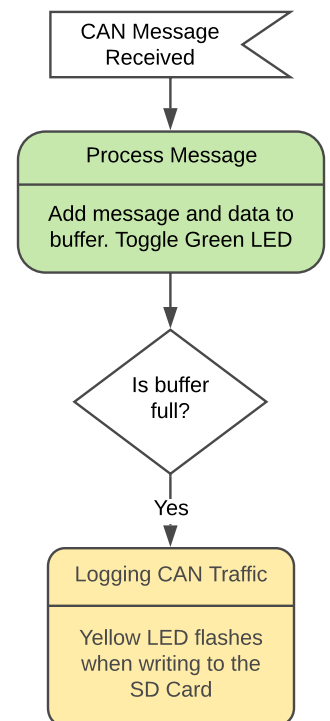 CAN Message
Received
Process Message
Add message and data to
buffer. Toggle Green LED
Is buffer
full?
Yes
Logging CAN Traffic
Yellow LED flashes
when writing to the
SD Card